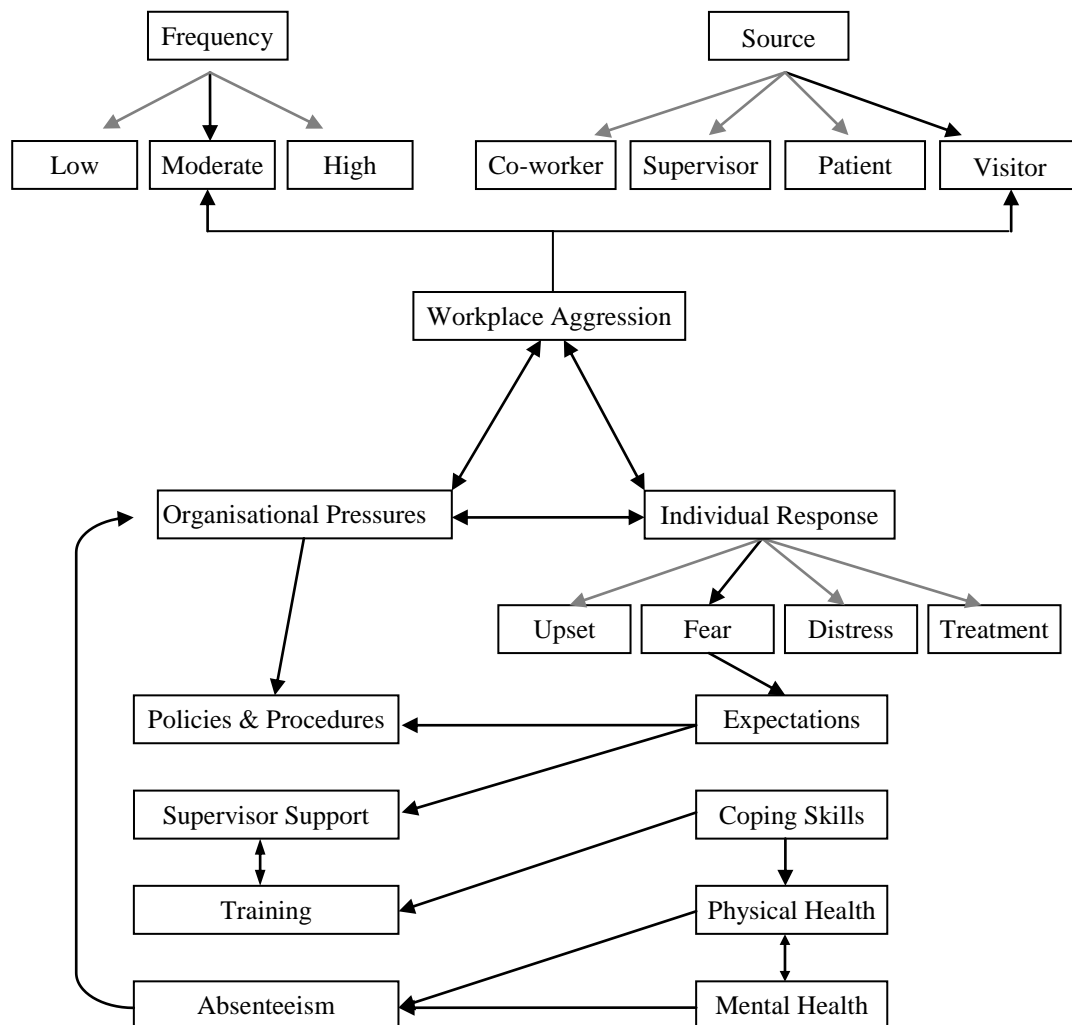 Frequency
Source
Low
Moderate
High
Co-worker
Supervisor
Patient
Visitor
Workplace Aggression
Organisational Pressures
Individual Response
Upset
Fear
Distress
Treatment
Policies & Procedures
Expectations
Supervisor Support
Coping Skills
Training
Physical Health
Absenteeism
Mental Health